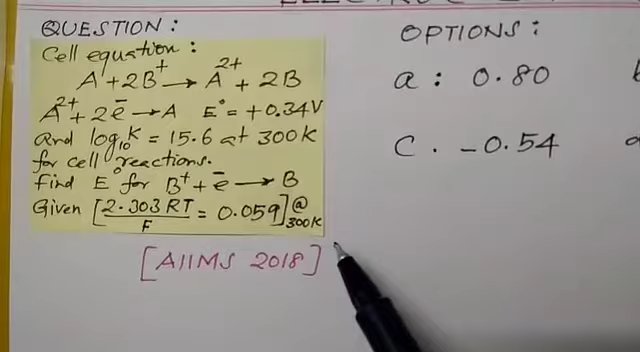 QUESTION:
Cell equation:
A + 2B⁺ → A²⁺ + 2B
A²⁺ + 2e̅ → A E° = +0.34V
And log₁₀K = 15.6 at 300K
for cell reactions.
Find E° for B⁺ + e̅ → B
Given [2.303RT/F = 0.059]@300K
[AIIMS 2018]
OPTIONS:
a : 0.80
C . -0.54